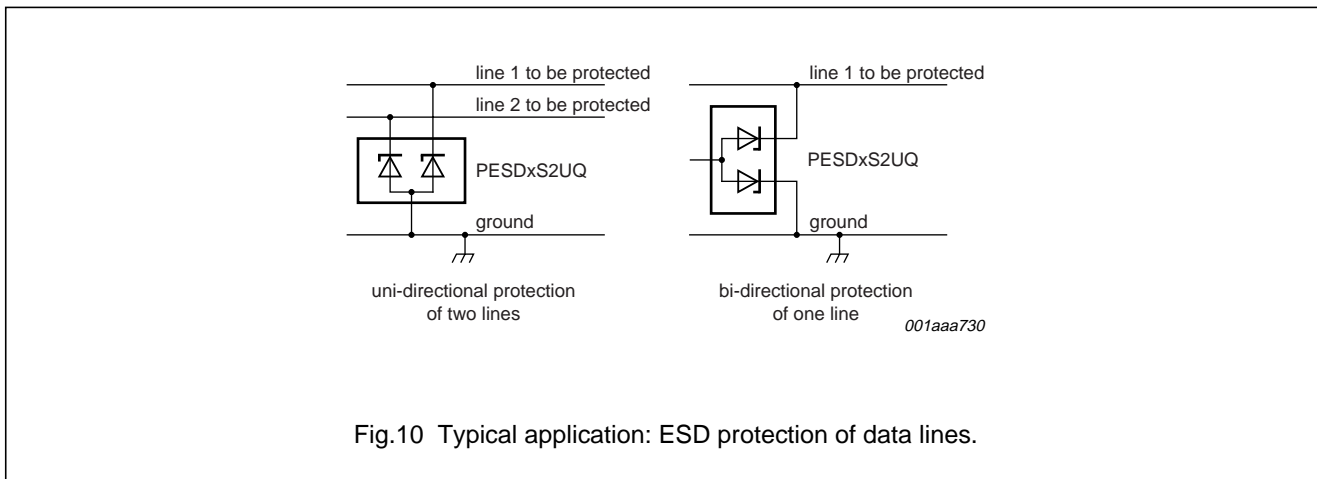 line 1 to be protected
line 2 to be protected
PESDxS2UQ
ground
uni-directional protection
of two lines
line 1 to be protected
PESDxS2UQ
ground
bi-directional protection
of one line
001aaa730
Fig.10 Typical application: ESD protection of data lines.